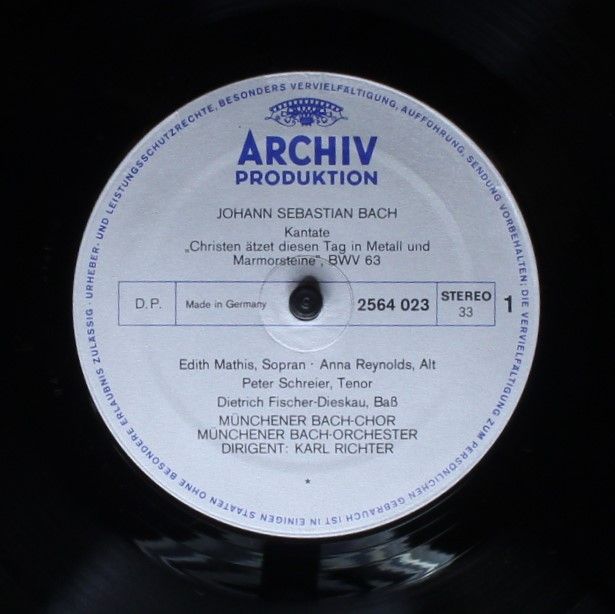 ARCHIV
PRODUKTION
JOHANN SEBASTIAN BACH
Kantate
„Christen ätzet diesen Tag in Metall und
Marmorsteine", BWV 63
D.P. Made in Germany 2564 023 STEREO 33 1
Edith Mathis, Sopran · Anna Reynolds, Alt
Peter Schreier, Tenor
Dietrich Fischer-Dieskau, Baß
MÜNCHENER BACH-CHOR
MÜNCHENER BACH-ORCHESTER
DIRIGENT: KARL RICHTER
*
URHEBER- UND LEISTUNGSSCHUTZRECHTE, BESONDERS VERVIELFÄLTIGUNG, AUFFÜHRUNG, SENDUNG VORBEHALTEN; DIE VERVIELFÄLTIGUNG ZUM PERSÖNLICHEN GEBRAUCH IST IN EINIGEN STAATEN OHNE BESONDERE ERLAUBNIS ZULÄSSIG ·